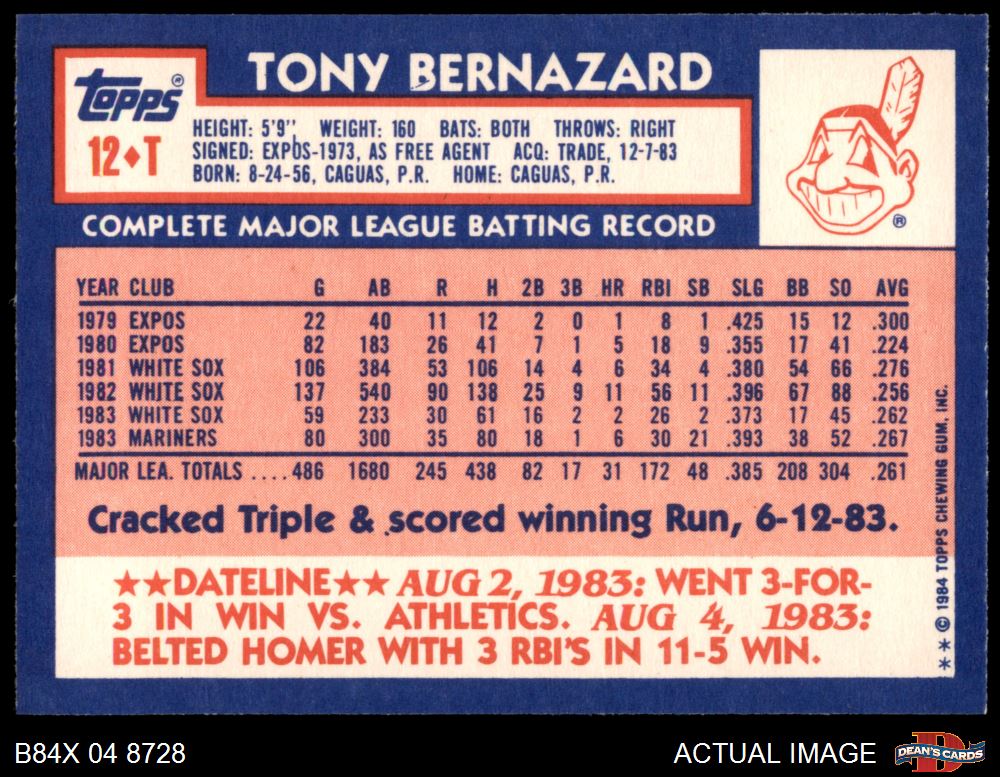 TONY BERNAZARD
Topps®
12♦T
HEIGHT: 5'9", WEIGHT: 160 BATS: BOTH THROWS: RIGHT
SIGNED: EXPOS-1973, AS FREE AGENT ACQ: TRADE, 12-7-83
BORN: 8-24-56, CAGUAS, P.R. HOME: CAGUAS, P.R.
®
COMPLETE MAJOR LEAGUE BATTING RECORD
YEAR CLUB G AB R H 2B 3B HR RBI SB SLG BB SO AVG
1979 EXPOS 22 40 11 12 2 0 1 8 1 .425 15 12 .300
1980 EXPOS 82 183 26 41 7 1 5 18 9 .355 17 41 .224
1981 WHITE SOX 106 384 53 106 14 4 6 34 4 .380 54 66 .276
1982 WHITE SOX 137 540 90 138 25 9 11 56 11 .396 67 88 .256
1983 WHITE SOX 59 233 30 61 16 2 2 26 2 .373 17 45 .262
1983 MARINERS 80 300 35 80 18 1 6 30 21 .393 38 52 .267
MAJOR LEA. TOTALS ....486 1680 245 438 82 17 31 172 48 .385 208 304 .261
Cracked Triple & scored winning Run, 6-12-83.
★★DATELINE★★ AUG 2, 1983: WENT 3-FOR-
3 IN WIN VS. ATHLETICS. AUG 4, 1983:
BELTED HOMER WITH 3 RBI'S IN 11-5 WIN.
** © 1984 TOPPS CHEWING GUM, INC.
B84X 04 8728
ACTUAL IMAGE
D
DEAN'S CARDS